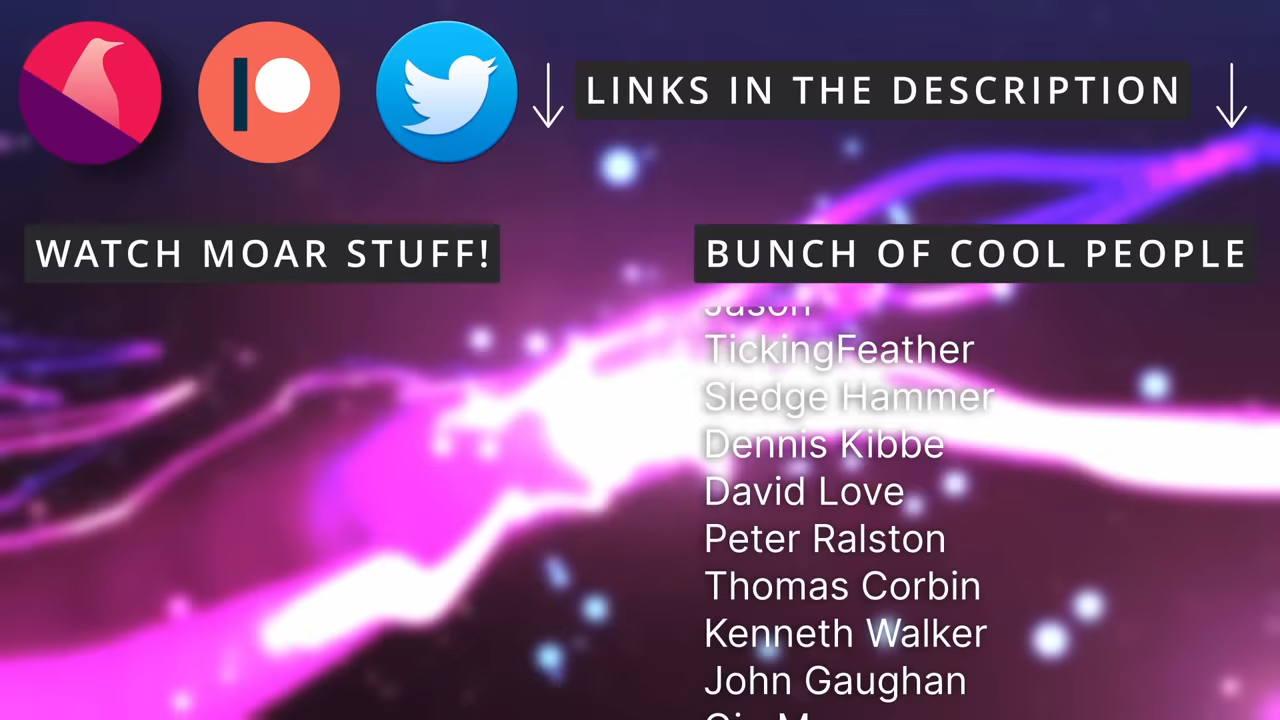 LINKS IN THE DESCRIPTION
WATCH MOAR STUFF!
BUNCH OF COOL PEOPLE
Jason
TickingFeather
Sledge Hammer
Dennis Kibbe
David Love
Peter Ralston
Thomas Corbin
Kenneth Walker
John Gaughan